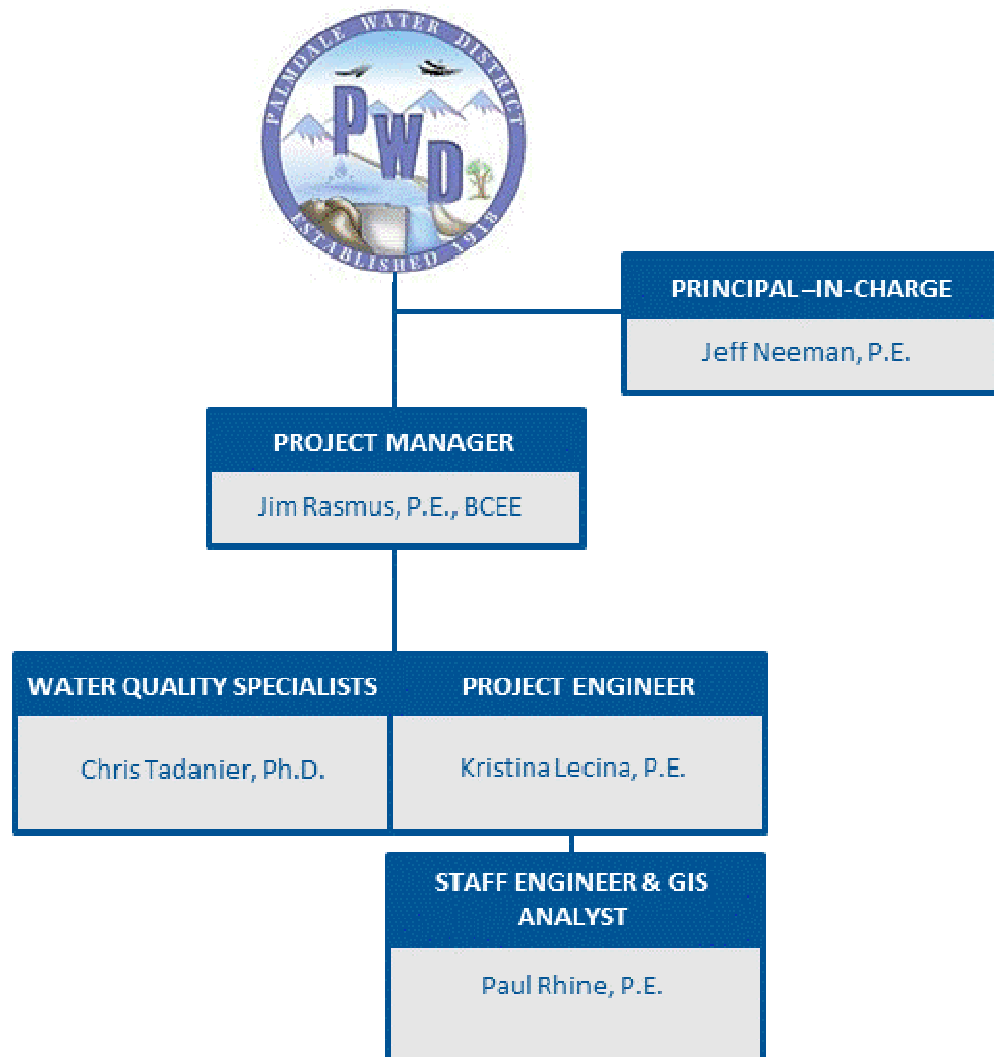 PALMDALE WATER DISTRICT
PWD
ESTABLISHED 1918
PRINCIPAL–IN-CHARGE
Jeff Neeman, P.E.
PROJECT MANAGER
Jim Rasmus, P.E., BCEE
WATER QUALITY SPECIALISTS
Chris Tadanier, Ph.D.
PROJECT ENGINEER
Kristina Lecina, P.E.
STAFF ENGINEER & GIS
ANALYST
Paul Rhine, P.E.